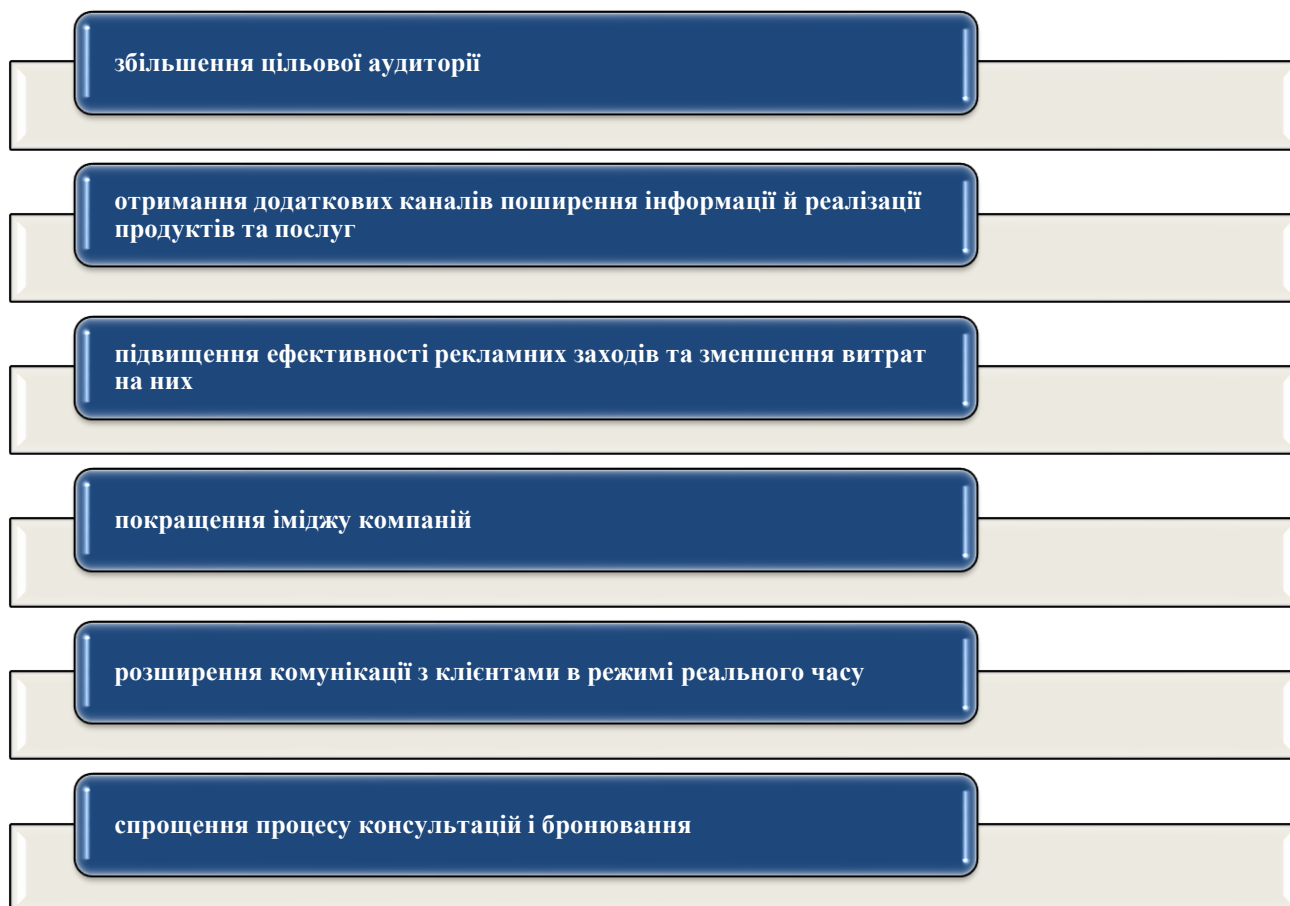 збільшення цільової аудиторії
отримання додаткових каналів поширення інформації й реалізації
продуктів та послуг
підвищення ефективності рекламних заходів та зменшення витрат
на них
покращення іміджу компаній
розширення комунікації з клієнтами в режимі реального часу
спрощення процесу консультацій і бронювання